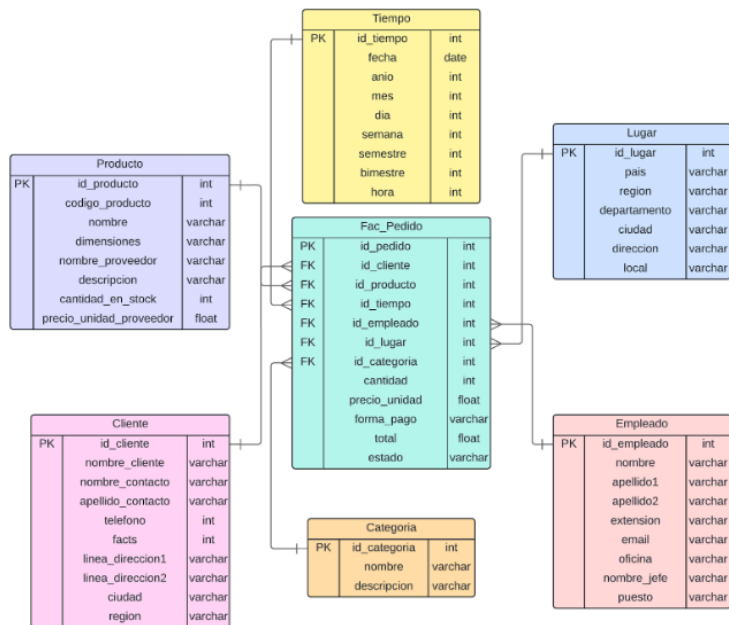 Tiempo
PK id_tiempo int
fecha date
anio int
mes int
dia int
semana int
semestre int
bimestre int
hora int
Lugar
PK id_lugar int
pais varchar
region varchar
departamento varchar
ciudad varchar
direccion varchar
local varchar
Producto
PK id_producto int
codigo_producto int
nombre varchar
dimensiones varchar
nombre_proveedor varchar
descripcion varchar
cantidad_en_stock int
precio_unidad_proveedor float
Fac_Pedido
PK id_pedido int
FK id_cliente int
FK id_producto int
FK id_tiempo int
FK id_empleado int
FK id_lugar int
FK id_categoria int
cantidad int
precio_unidad float
forma_pago varchar
total float
estado varchar
Cliente
PK id_cliente int
nombre_cliente varchar
nombre_contacto varchar
apellido_contacto varchar
telefono int
facts int
linea_direccion1 varchar
linea_direccion2 varchar
ciudad varchar
region varchar
Categoria
PK id_categoria int
nombre varchar
descripcion varchar
Empleado
PK id_empleado int
nombre varchar
apellido1 varchar
apellido2 varchar
extension varchar
email varchar
oficina varchar
nombre_jefe varchar
puesto varchar